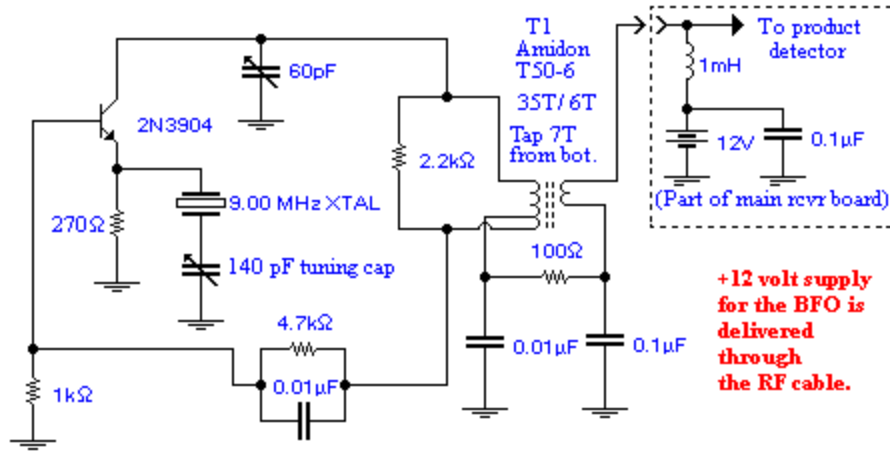 T1
Amidon
T50-6
35T/ 6T
Tap 7T
from bot.
To product
detector
1mH
12V
0.1µF
(Part of main rcvr board)
60pF
2N3904
2.2kΩ
270Ω
9.00 MHz XTAL
140 pF tuning cap
100Ω
0.01µF
0.1µF
4.7kΩ
0.01µF
1kΩ
+12 volt supply
for the BFO is
delivered
through
the RF cable.